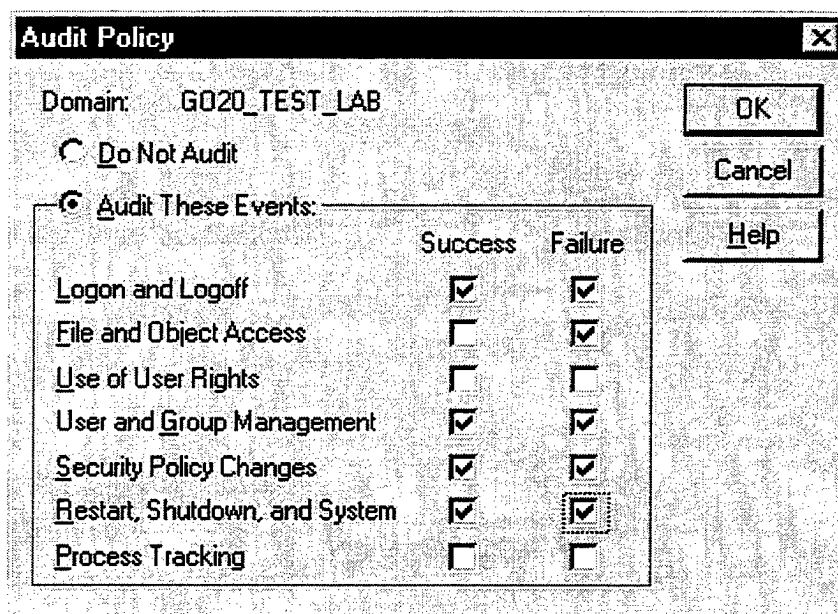 Audit Policy
Domain: GO20_TEST_LAB
OK
Do Not Audit
Cancel
Audit These Events:
Help
Success Failure
Logon and Logoff
File and Object Access
Use of User Rights
User and Group Management
Security Policy Changes
Restart, Shutdown, and System
Process Tracking